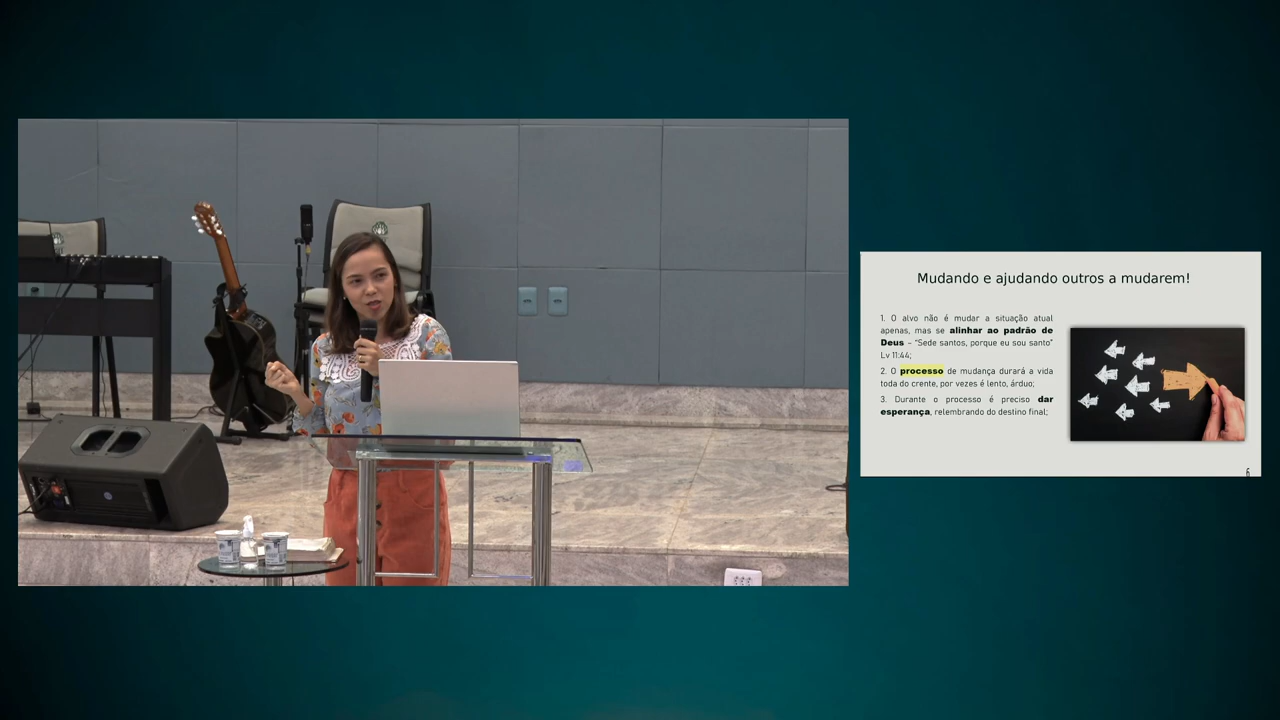 Mudando e ajudando outros a mudarem!
1. O alvo não é mudar a situação atual
apenas, mas se alinhar ao padrão de
Deus – "Sede santos, porque eu sou santo"
Lv 11:44;
2. O processo de mudança durará a vida
toda do crente, por vezes é lento, árduo;
3. Durante o processo é preciso dar
esperança, relembrando do destino final;
6